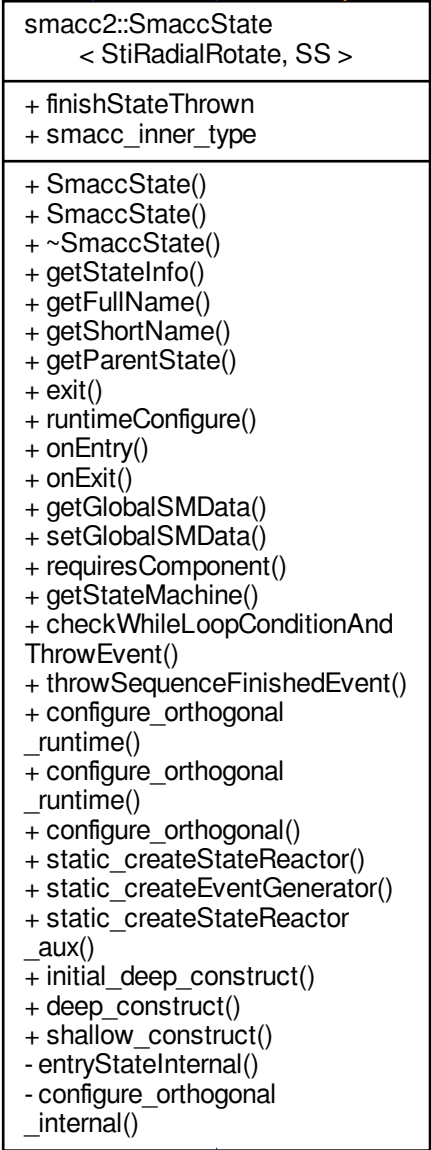 smacc2::SmaccState
< StiRadialRotate, SS >
+ finishStateThrown
+ smacc_inner_type
+ SmaccState()
+ SmaccState()
+ ~SmaccState()
+ getStateInfo()
+ getFullName()
+ getShortName()
+ getParentState()
+ exit()
+ runtimeConfigure()
+ onEntry()
+ onExit()
+ getGlobalSMData()
+ setGlobalSMData()
+ requiresComponent()
+ getStateMachine()
+ checkWhileLoopConditionAnd
ThrowEvent()
+ throwSequenceFinishedEvent()
+ configure_orthogonal
_runtime()
+ configure_orthogonal
_runtime()
+ configure_orthogonal()
+ static_createStateReactor()
+ static_createEventGenerator()
+ static_createStateReactor
_aux()
+ initial_deep_construct()
+ deep_construct()
+ shallow_construct()
- entryStateInternal()
- configure_orthogonal
_internal()